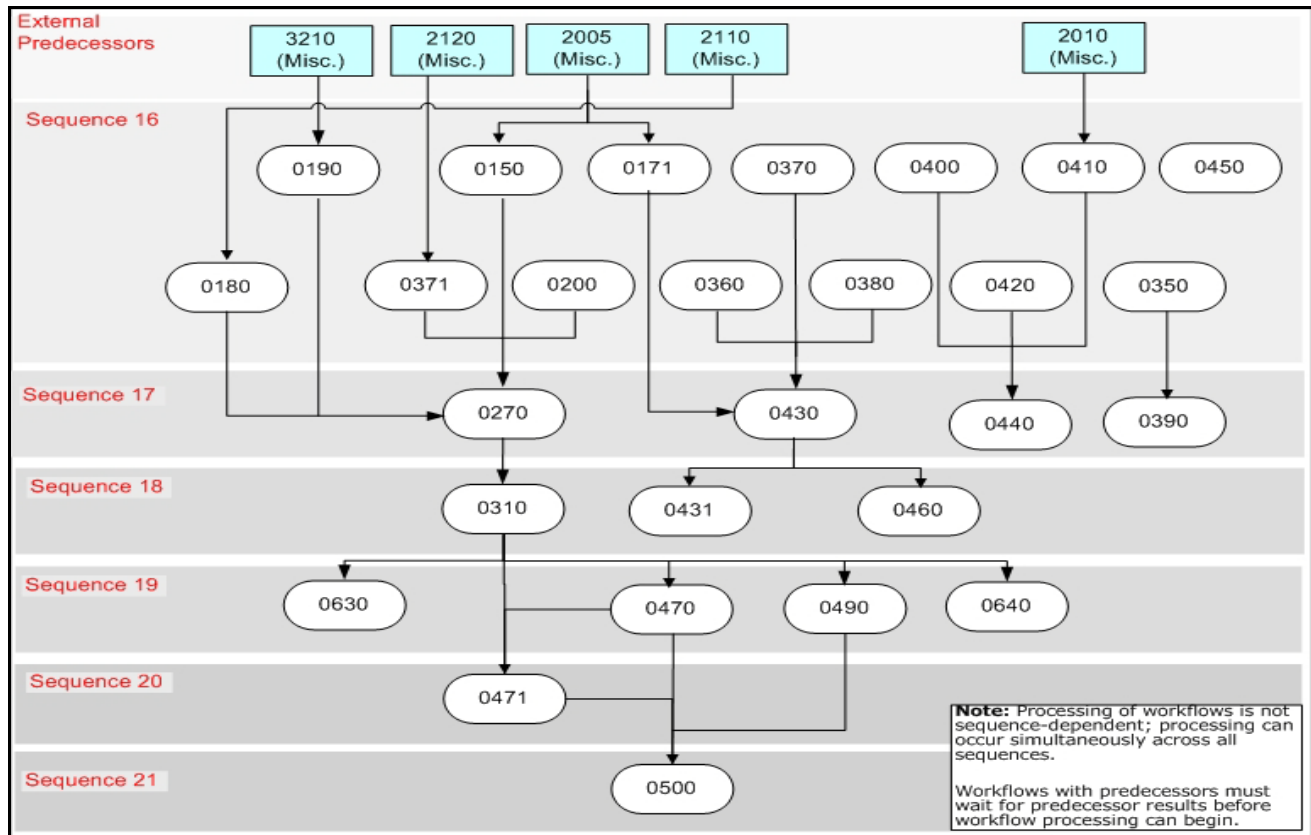 External
Predecessors
3210
(Misc.)
2120
(Misc.)
2005
(Misc.)
2110
(Misc.)
2010
(Misc.)
Sequence 16
0190
0150
0171
0370
0400
0410
0450
0180
0371
0200
0360
0380
0420
0350
Sequence 17
0270
0430
0440
0390
Sequence 18
0310
0431
0460
Sequence 19
0630
0470
0490
0640
Sequence 20
0471
Sequence 21
0500
Note: Processing of workflows is not
sequence-dependent; processing can
occur simultaneously across all
sequences.
Workflows with predecessors must
wait for predecessor results before
workflow processing can begin.